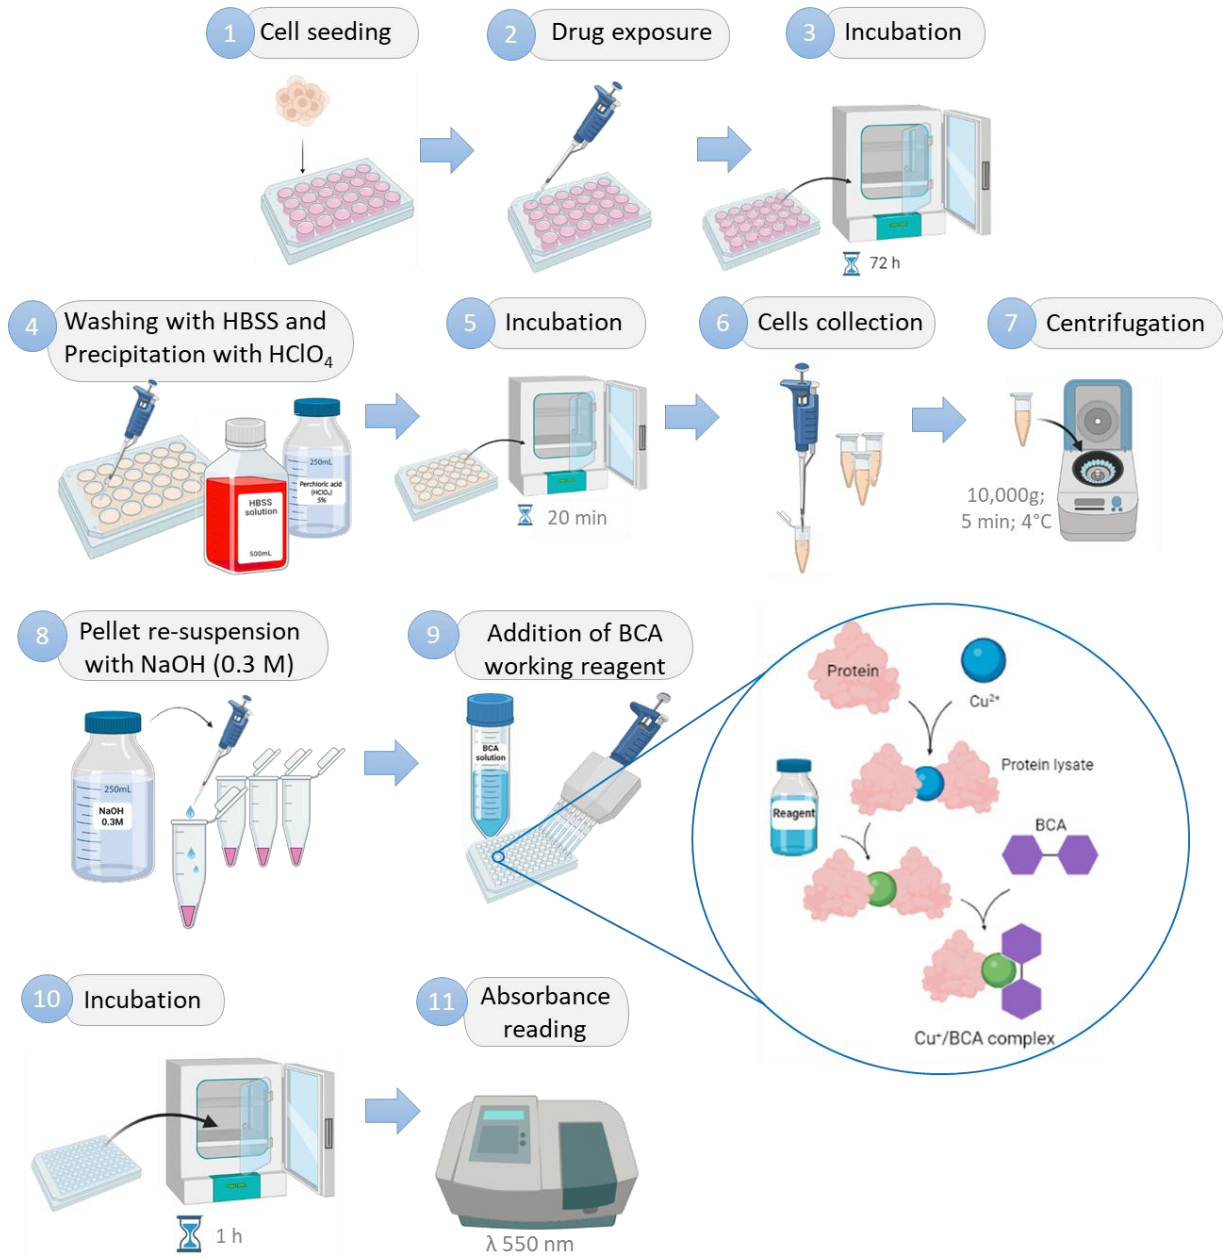 1 Cell seeding
2 Drug exposure
3 Incubation
72 h
4 Washing with HBSS and
Precipitation with HClO₄
250mL
Perchloric acid
(HClO₄)
5%
HBSS
solution
500mL
5 Incubation
20 min
6 Cells collection
7 Centrifugation
10,000g;
5 min; 4°C
8 Pellet re-suspension
with NaOH (0.3 M)
250mL
NaOH
0.3M
9 Addition of BCA
working reagent
BCA
solution
Protein
Cu²⁺
Protein lysate
Reagent
BCA
Cu⁺/BCA complex
10 Incubation
1 h
11 Absorbance
reading
λ 550 nm